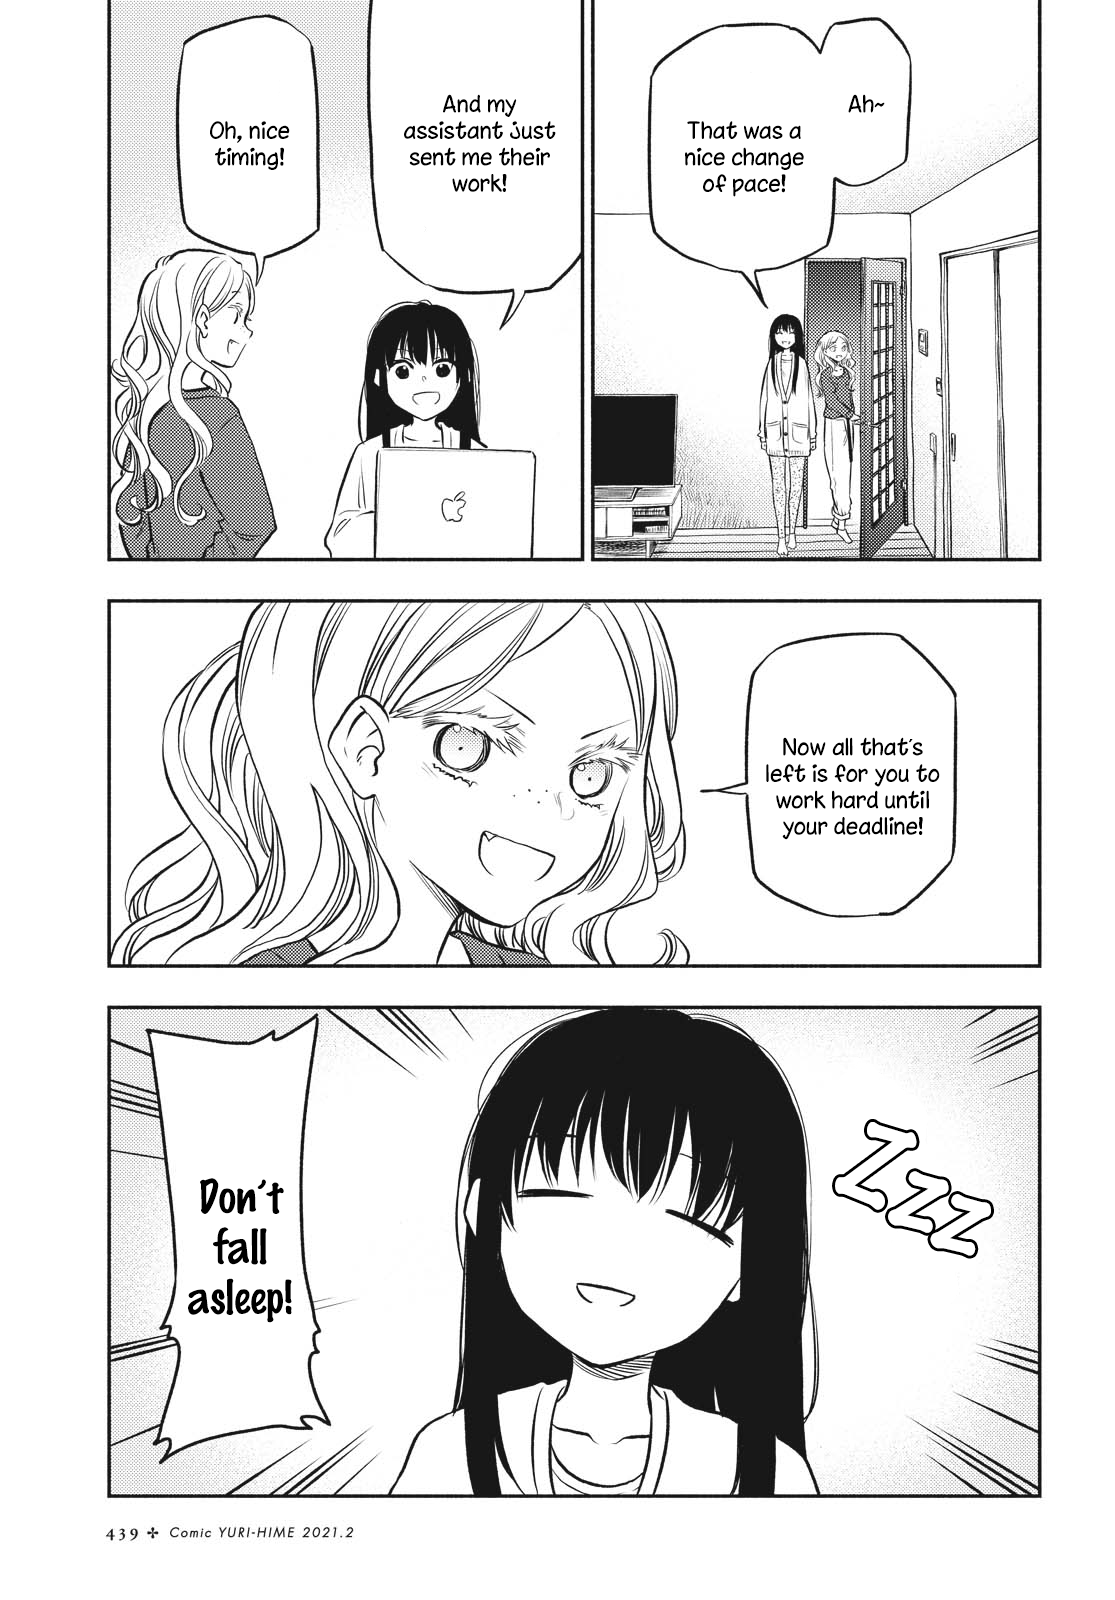 Ah~
That was a
nice change
of pace!
And my
assistant just
sent me their
work!
Oh, nice
timing!
Now all that's
left is for you to
work hard until
your deadline!
Zzz
Don't
fall
asleep!
439 ✢ Comic YURI-HIME 2021.2